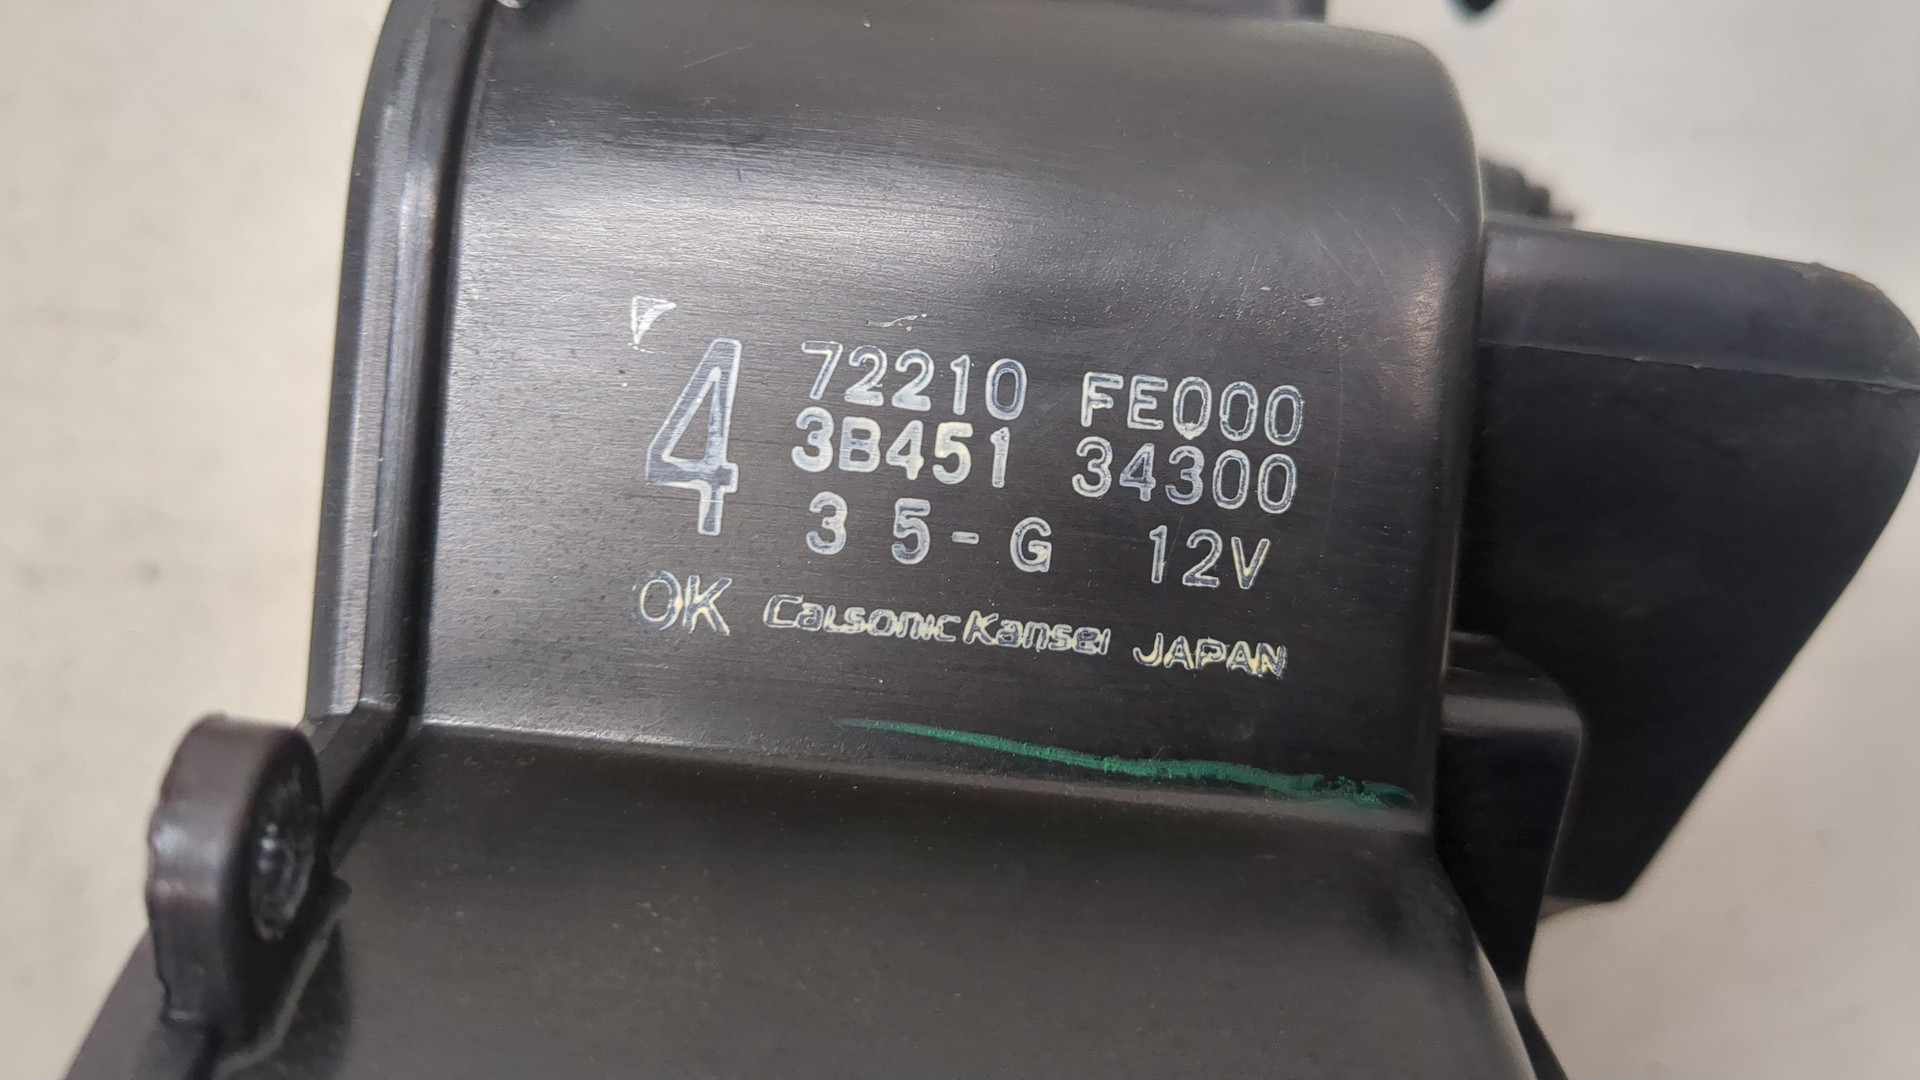 4
72210 FE000
3B451 34300
3 5-G 12V
OK CalsonicKansei JAPAN